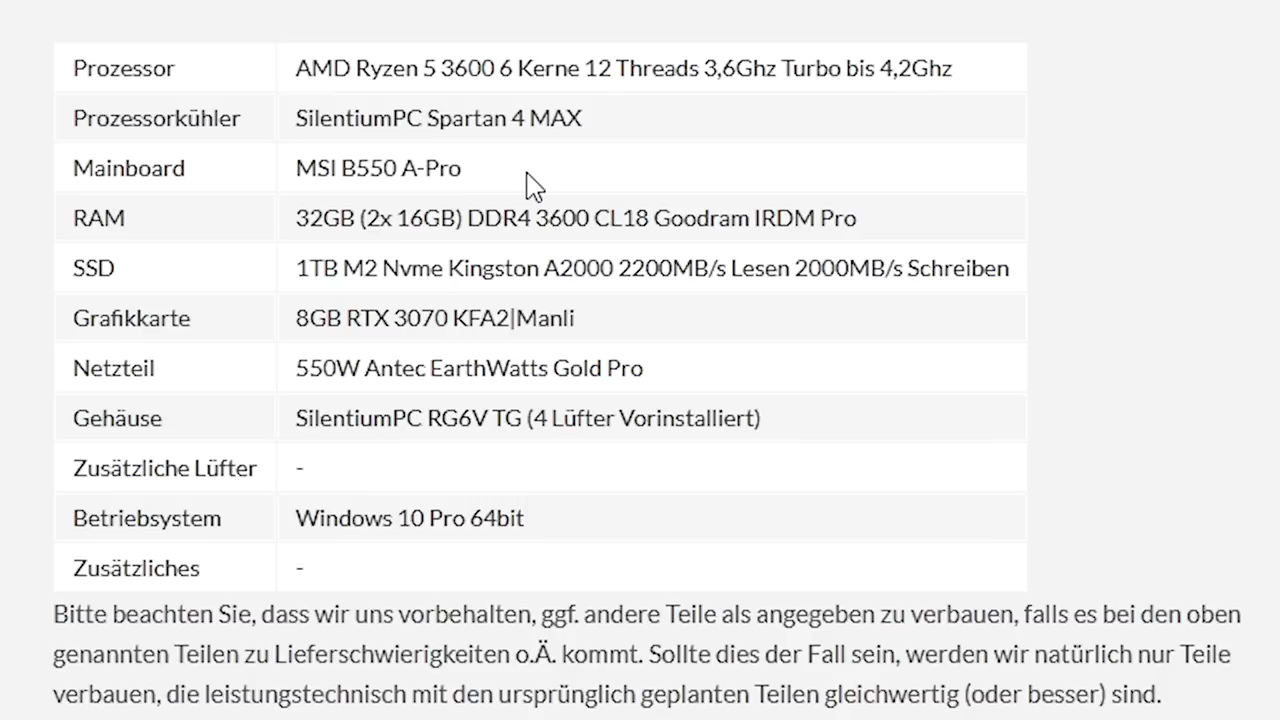 Prozessor AMD Ryzen 5 3600 6 Kerne 12 Threads 3,6Ghz Turbo bis 4,2Ghz
Prozessorkühler SilentiumPC Spartan 4 MAX
Mainboard MSI B550 A-Pro
RAM 32GB (2x 16GB) DDR4 3600 CL18 Goodram IRDM Pro
SSD 1TB M2 Nvme Kingston A2000 2200MB/s Lesen 2000MB/s Schreiben
Grafikkarte 8GB RTX 3070 KFA2|Manli
Netzteil 550W Antec EarthWatts Gold Pro
Gehäuse SilentiumPC RG6V TG (4 Lüfter Vorinstalliert)
Zusätzliche Lüfter -
Betriebsystem Windows 10 Pro 64bit
Zusätzliches -
Bitte beachten Sie, dass wir uns vorbehalten, ggf. andere Teile als angegeben zu verbauen, falls es bei den oben
genannten Teilen zu Lieferschwierigkeiten o.Ä. kommt. Sollte dies der Fall sein, werden wir natürlich nur Teile
verbauen, die leistungstechnisch mit den ursprünglich geplanten Teilen gleichwertig (oder besser) sind.